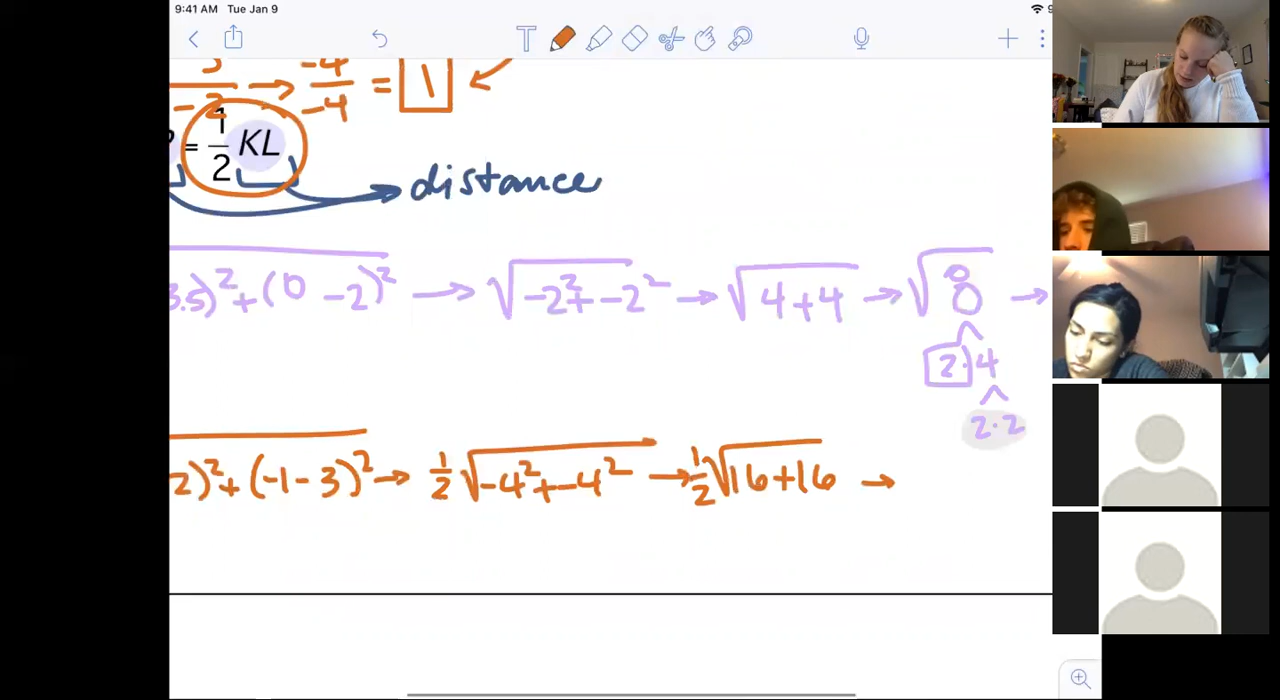 9:41 AM Tue Jan 9
-2 → -4/-4 = 1
= 1/2 KL
distance
3.5)² + (0 - 2)² → √-2² + -2² → √4+4 → √8 →
2·4
2·2
2)² + (-1 - 3)² → 1/2 √-4² + -4² → 1/2 √16+16 →